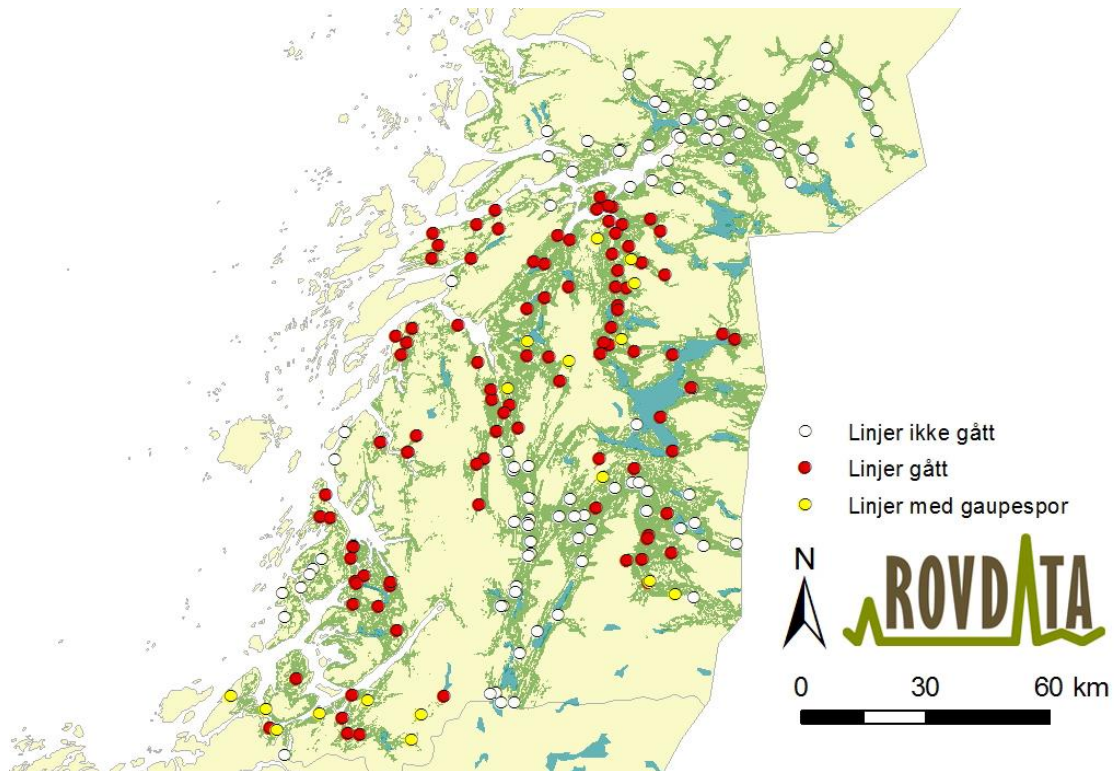 Linjer ikke gått
Linjer gått
Linjer med gaupespor
N
ROVDATA
0 30 60 km